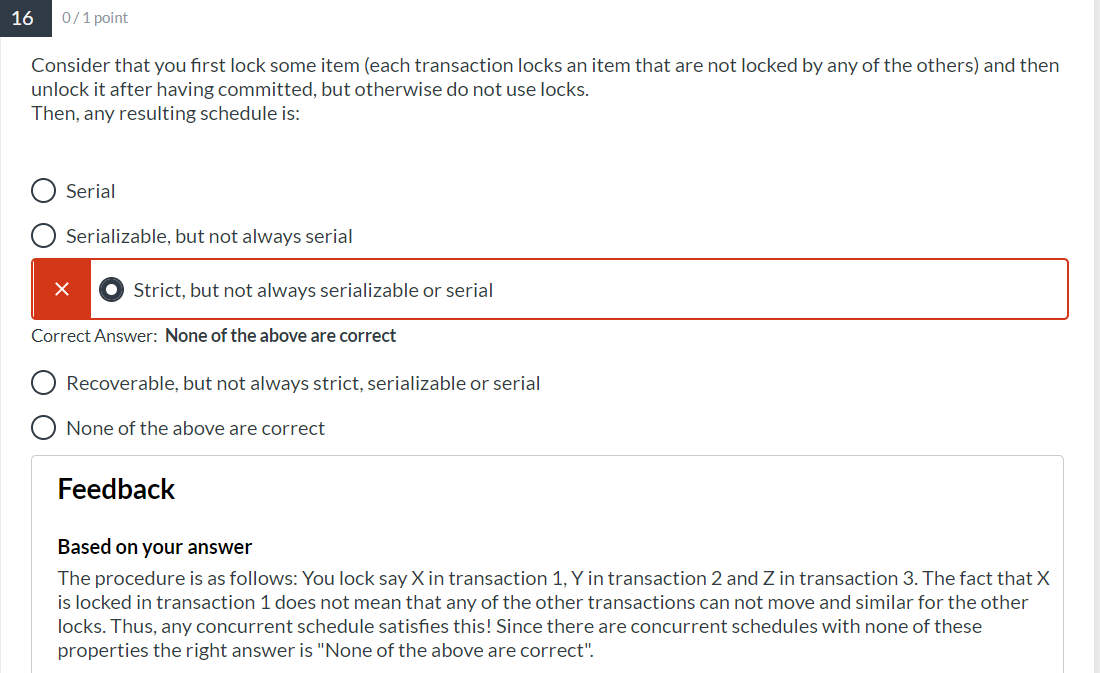 16 0 / 1 point
Consider that you first lock some item (each transaction locks an item that are not locked by any of the others) and then
unlock it after having committed, but otherwise do not use locks.
Then, any resulting schedule is:
Serial
Serializable, but not always serial
Strict, but not always serializable or serial
Correct Answer: None of the above are correct
Recoverable, but not always strict, serializable or serial
None of the above are correct
Feedback
Based on your answer
The procedure is as follows: You lock say X in transaction 1, Y in transaction 2 and Z in transaction 3. The fact that X
is locked in transaction 1 does not mean that any of the other transactions can not move and similar for the other
locks. Thus, any concurrent schedule satisfies this! Since there are concurrent schedules with none of these
properties the right answer is "None of the above are correct".